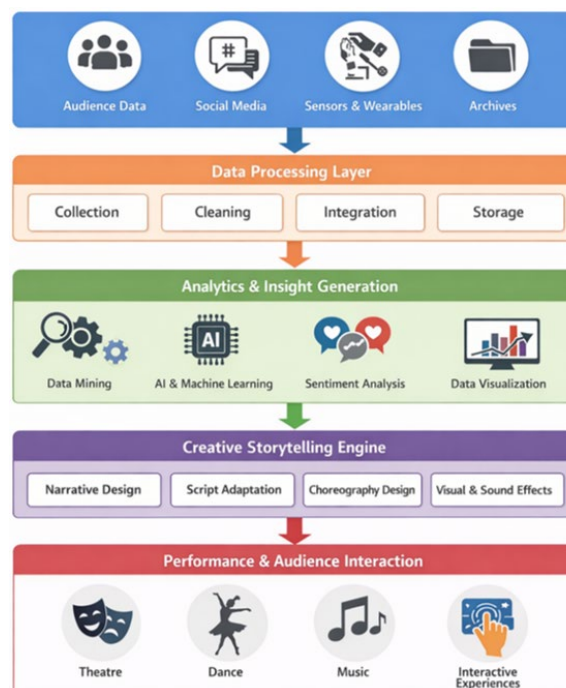 #
Audience Data
Social Media
Sensors & Wearables
Archives
Data Processing Layer
Collection
Cleaning
Integration
Storage
Analytics & Insight Generation
AI
Data Mining
AI & Machine Learning
Sentiment Analysis
Data Visualization
Creative Storytelling Engine
Narrative Design
Script Adaptation
Choreography Design
Visual & Sound Effects
Performance & Audience Interaction
Theatre
Dance
Music
Interactive
Experiences